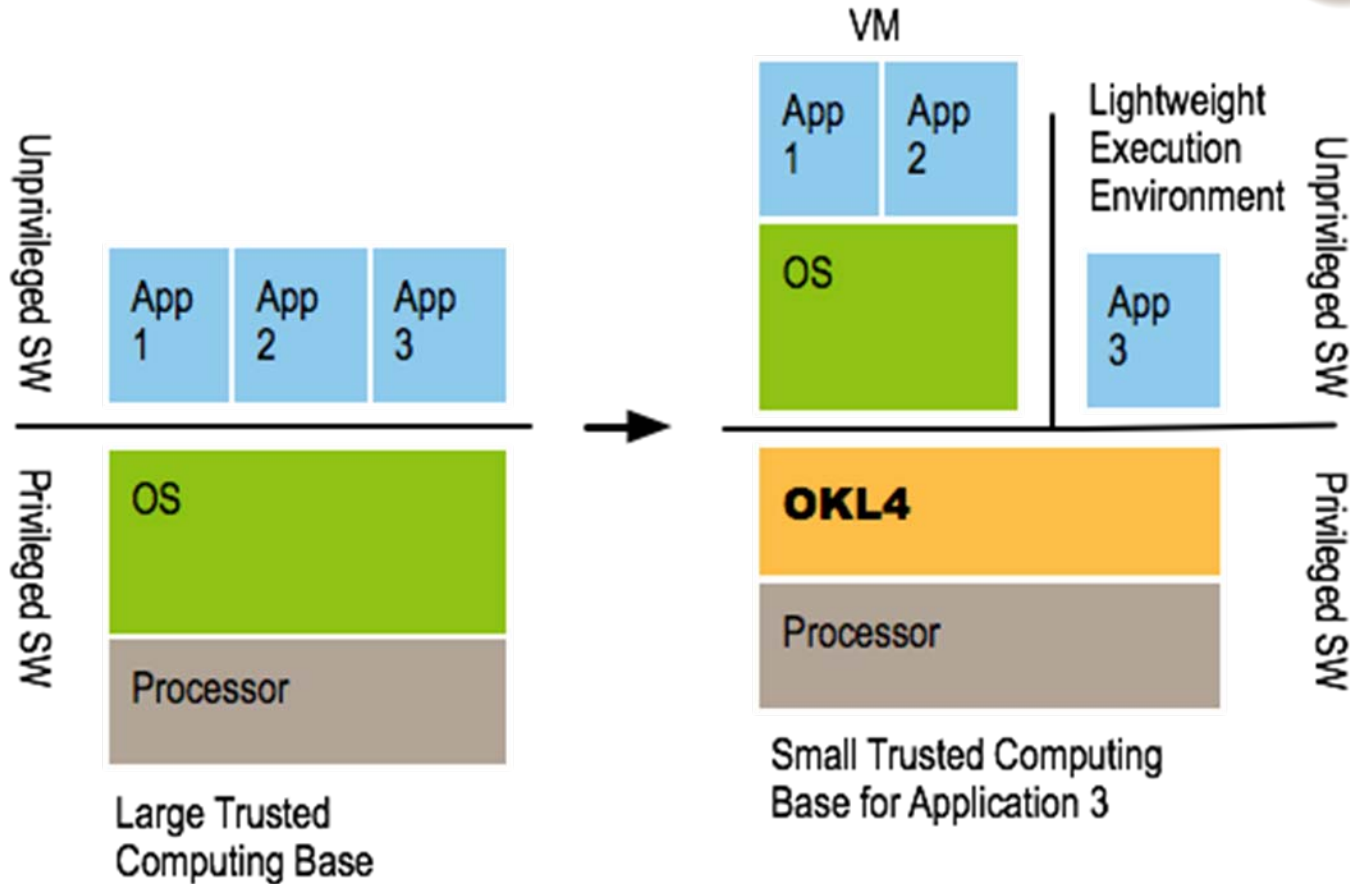 Unprivileged SW
App
1
App
2
App
3
Privileged SW
OS
Processor
Large Trusted
Computing Base
VM
App
1
App
2
OS
Lightweight
Execution
Environment
App
3
Unprivileged SW
OKL4
Processor
Privileged SW
Small Trusted Computing
Base for Application 3